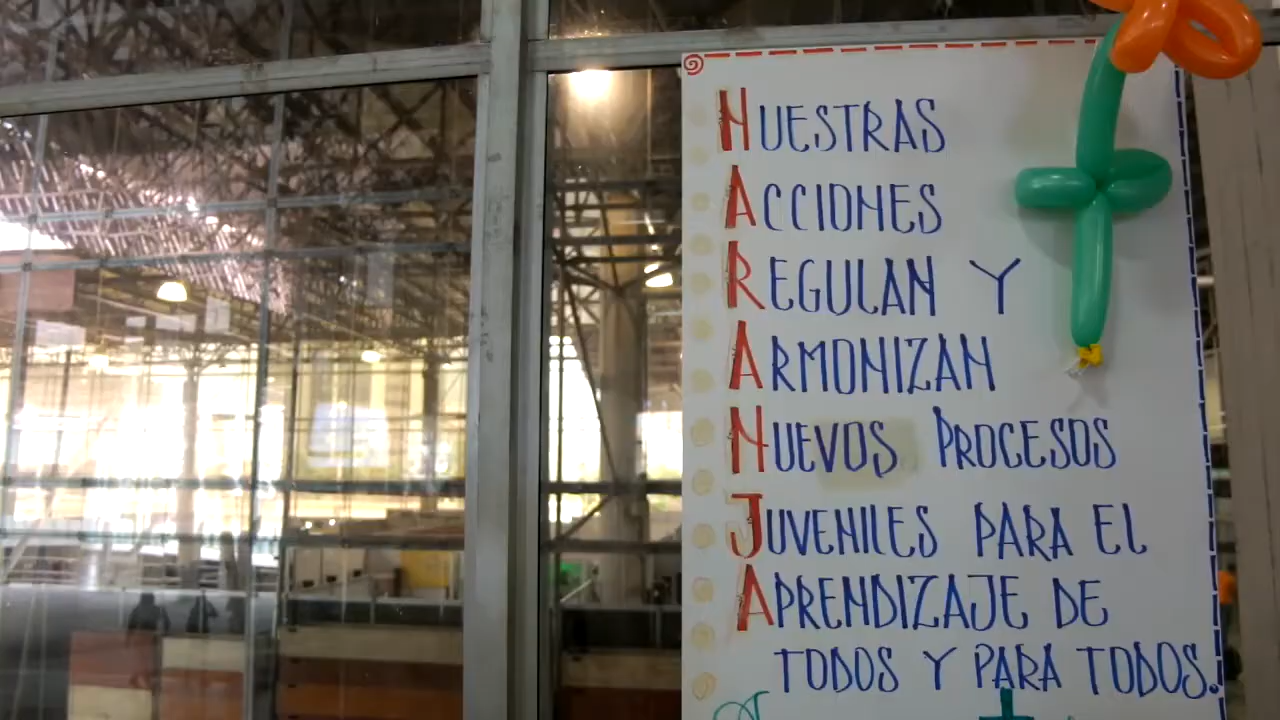 NUESTRAS
ACCIONES
REGULAN Y
ARMONIZAN
NUEVOS PROCESOS
JUVENILES PARA EL
APRENDIZAJE DE
TODOS Y PARA TODOS.